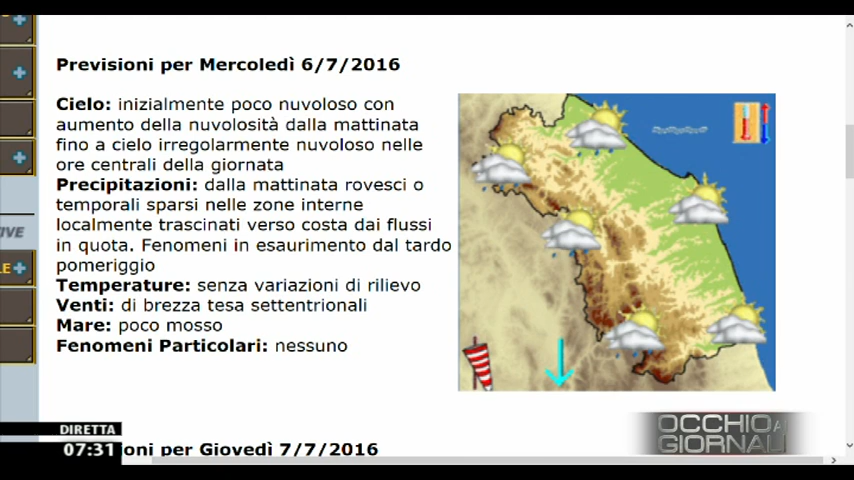 Previsioni per Mercoledì 6/7/2016
Cielo: inizialmente poco nuvoloso con
aumento della nuvolosità dalla mattinata
fino a cielo irregolarmente nuvoloso nelle
ore centrali della giornata
Precipitazioni: dalla mattinata rovesci o
temporali sparsi nelle zone interne
localmente trascinati verso costa dai flussi
in quota. Fenomeni in esaurimento dal tardo
pomeriggio
Temperature: senza variazioni di rilievo
Venti: di brezza tesa settentrionali
Mare: poco mosso
Fenomeni Particolari: nessuno
IVE
LE
DIRETTA
07:31
ioni per Giovedì 7/7/2016
OCCHIO AI
GIORNALI